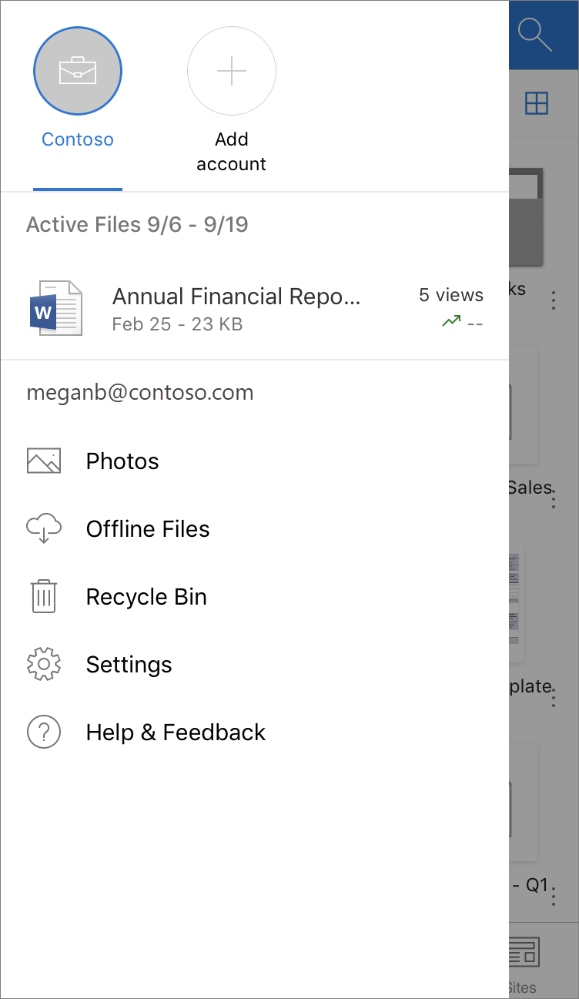 Contoso
Add
account
Active Files 9/6 - 9/19
W
Annual Financial Repo...
5 views
Feb 25 - 23 KB
--
meganb@contoso.com
Photos
Offline Files
Recycle Bin
Settings
?
Help & Feedback
ks
Sales
plate
- Q1
Sites